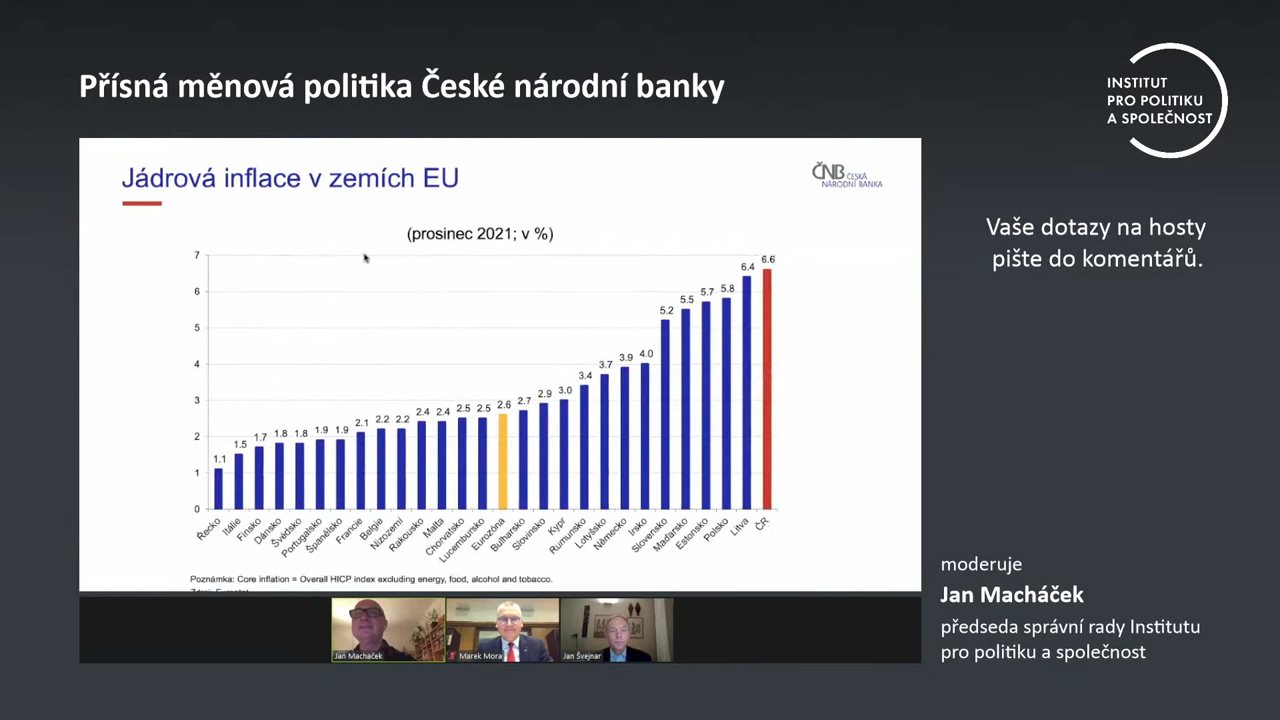 Přísná měnová politika České národní banky
INSTITUT
PRO POLITIKU
A SPOLEČNOST
Jádrová inflace v zemích EU
ČNB ČESKÁ
NÁRODNÍ BANKA
Vaše dotazy na hosty
pište do komentářů.
(prosinec 2021; v %)
7
6
5
4
3
2
1
0
1.1
1.5
1.7
1.8
1.8
1.9
1.9
2.1
2.2
2.2
2.4
2.4
2.5
2.5
2.6
2.7
2.9
3.0
3.4
3.7
3.9
4.0
5.2
5.5
5.7
5.8
6.4
6.6
Řecko
Itálie
Finsko
Dánsko
Švédsko
Portugalsko
Španělsko
Francie
Belgie
Nizozemí
Rakousko
Malta
Chorvatsko
Lucembursko
Eurozóna
Bulharsko
Slovinsko
Kypr
Rumunsko
Lotyšsko
Německo
Irsko
Slovensko
Maďarsko
Estonsko
Polsko
Litva
ČR
Poznámka: Core inflation = Overall HICP index excluding energy, food, alcohol and tobacco.
Jan Macháček
Marek Mora
Jan Švejnar
moderuje
Jan Macháček
předseda správní rady Institutu
pro politiku a společnost